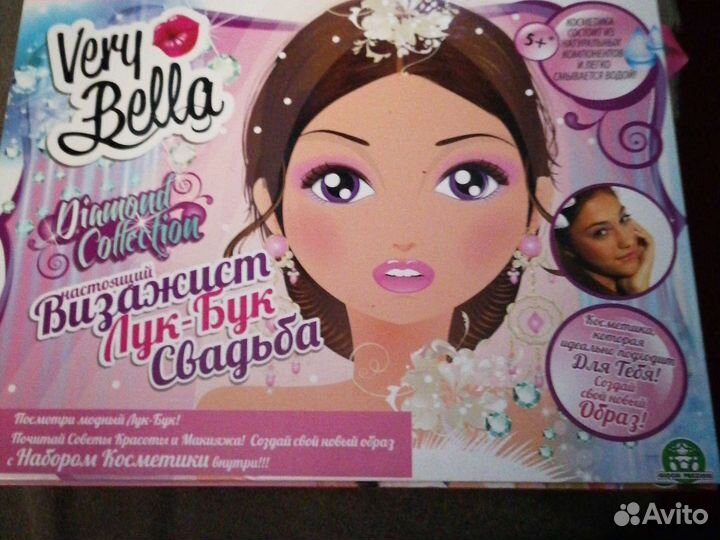 Very
Bella
Diamond
Collection
настоящий
Визажист
Лук-Бук
Свадьба
Посмотри модный Лук-Бук!
Почитай Советы Красоты и Макияжа! Создай свой новый образ
с Набором Косметики внутри!!!
5+
Косметика
состоит из
натуральных
компонентов
и легко
смывается водой!
Косметика,
которая
идеально подходит
Для Тебя!
Создай
свой новый
Образ!
Giochi Preziosi
Avito